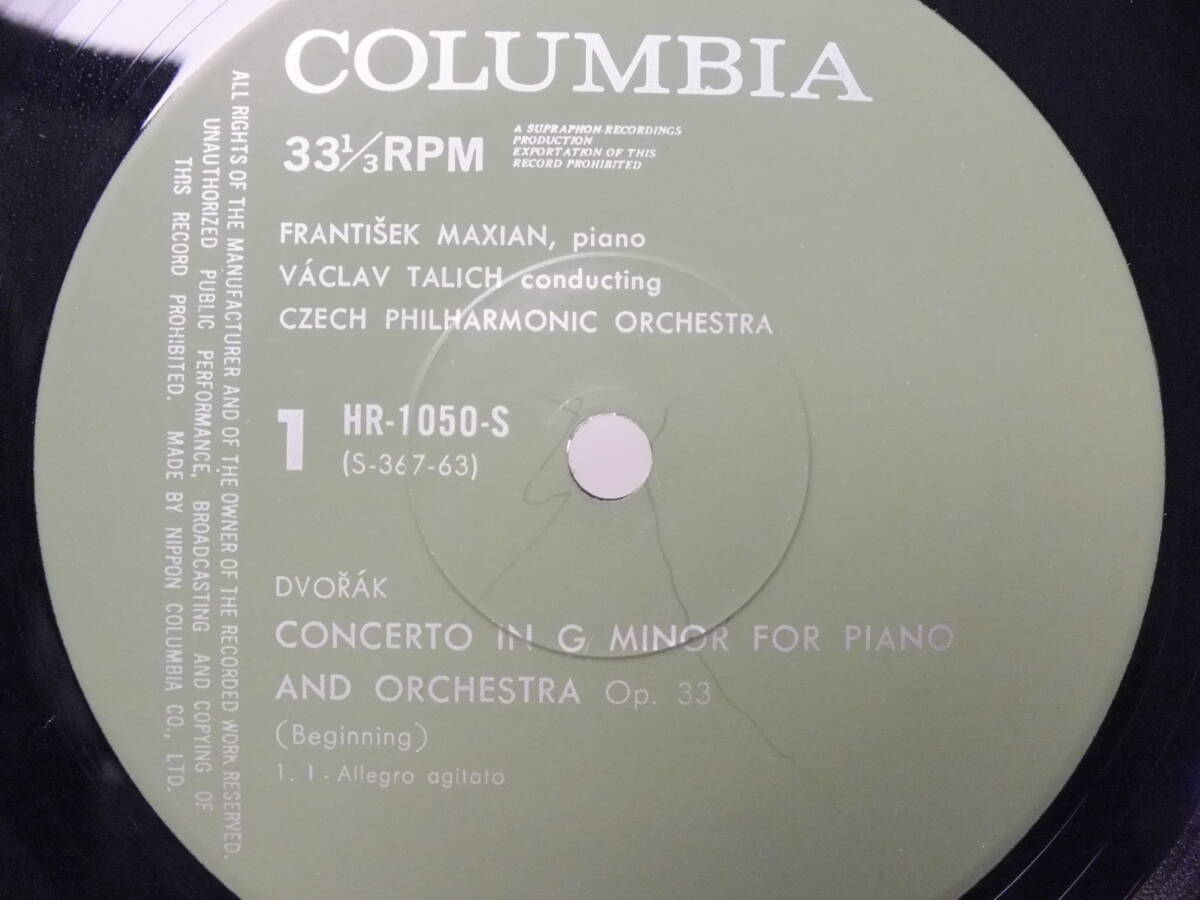 COLUMBIA
33⅓RPM
A SUPRAPHON-RECORDINGS
PRODUCTION
EXPORTATION OF THIS
RECORD PROHIBITED
FRANTIŠEK MAXIAN, piano
VÁCLAV TALICH conducting
CZECH PHILHARMONIC ORCHESTRA
1
HR-1050-S
(S-367-63)
DVOŘÁK
CONCERTO IN G MINOR FOR PIANO
AND ORCHESTRA Op. 33
(Beginning)
1. I - Allegro agitato
ALL RIGHTS OF THE MANUFACTURER AND OF THE OWNER OF THE RECORDED WORK RESERVED.
UNAUTHORIZED PUBLIC PERFORMANCE, BROADCASTING AND COPYING OF
THIS RECORD PROHIBITED. MADE BY NIPPON COLUMBIA CO., LTD.